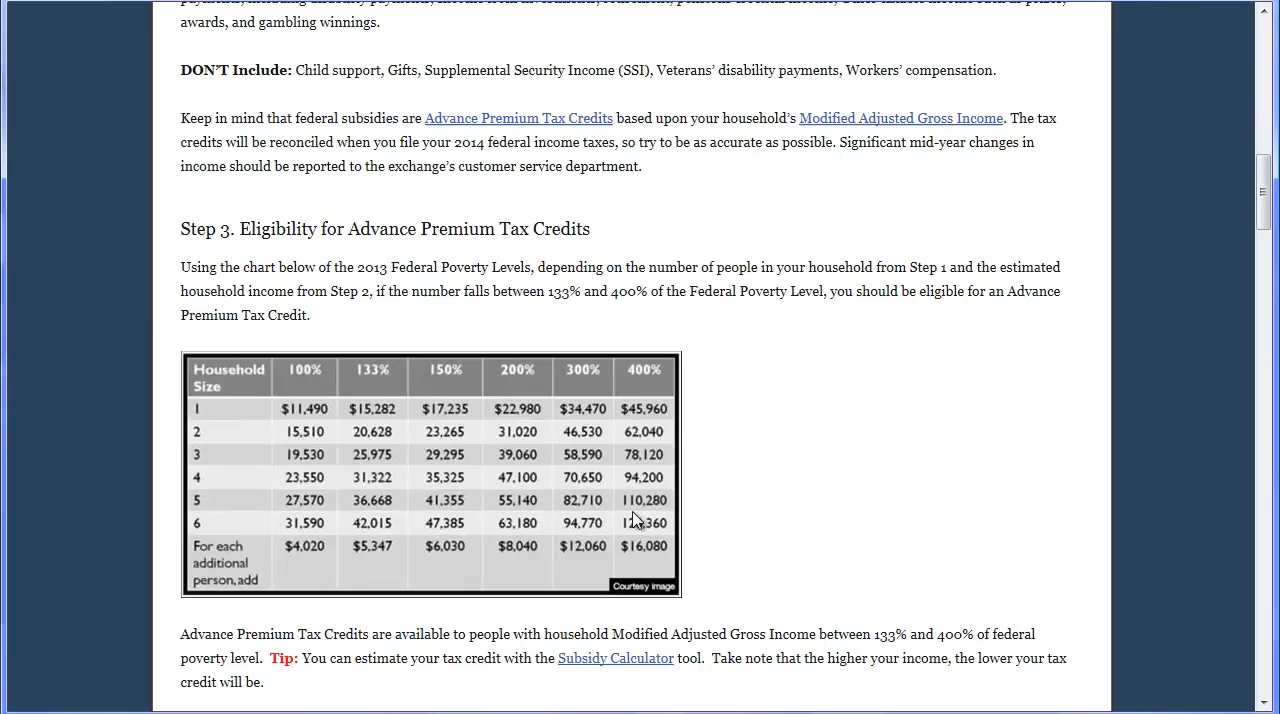 awards, and gambling winnings.
DON'T Include: Child support, Gifts, Supplemental Security Income (SSI), Veterans' disability payments, Workers' compensation.
Keep in mind that federal subsidies are Advance Premium Tax Credits based upon your household's Modified Adjusted Gross Income. The tax
credits will be reconciled when you file your 2014 federal income taxes, so try to be as accurate as possible. Significant mid-year changes in
income should be reported to the exchange's customer service department.
Step 3. Eligibility for Advance Premium Tax Credits
Using the chart below of the 2013 Federal Poverty Levels, depending on the number of people in your household from Step 1 and the estimated
household income from Step 2, if the number falls between 133% and 400% of the Federal Poverty Level, you should be eligible for an Advance
Premium Tax Credit.
Household Size 100% 133% 150% 200% 300% 400%
1 $11,490 $15,282 $17,235 $22,980 $34,470 $45,960
2 15,510 20,628 23,265 31,020 46,530 62,040
3 19,530 25,975 29,295 39,060 58,590 78,120
4 23,550 31,322 35,325 47,100 70,650 94,200
5 27,570 36,668 41,355 55,140 82,710 110,280
6 31,590 42,015 47,385 63,180 94,770
For each additional person, add $4,020 $5,347 $6,030 $8,040 $12,060 $16,080
Courtesy image
Advance Premium Tax Credits are available to people with household Modified Adjusted Gross Income between 133% and 400% of federal
poverty level. Tip: You can estimate your tax credit with the Subsidy Calculator tool. Take note that the higher your income, the lower your tax
credit will be.